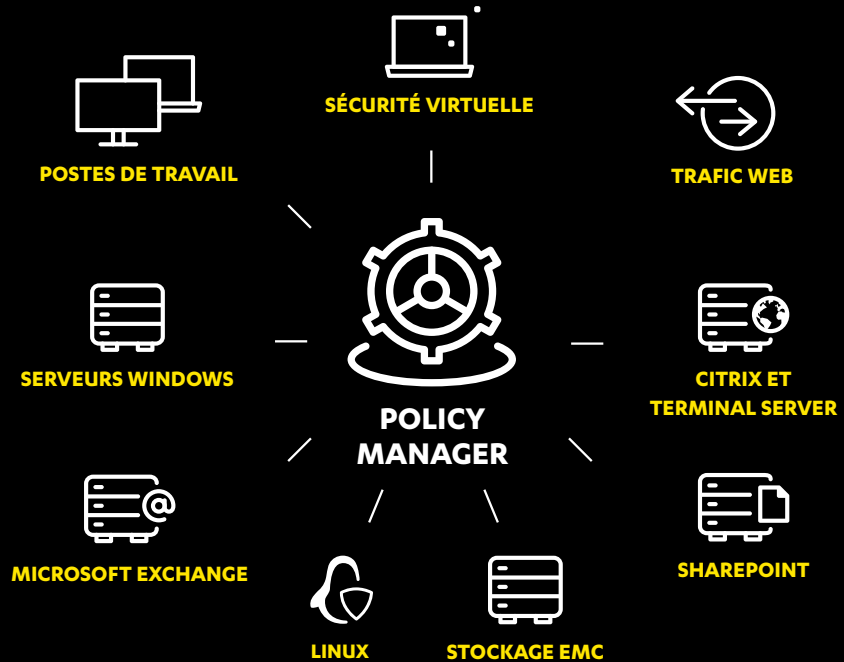 SÉCURITÉ VIRTUELLE
POSTES DE TRAVAIL
TRAFIC WEB
SERVEURS WINDOWS
CITRIX ET
TERMINAL SERVER
POLICY
MANAGER
MICROSOFT EXCHANGE
@
SHAREPOINT
LINUX
STOCKAGE EMC